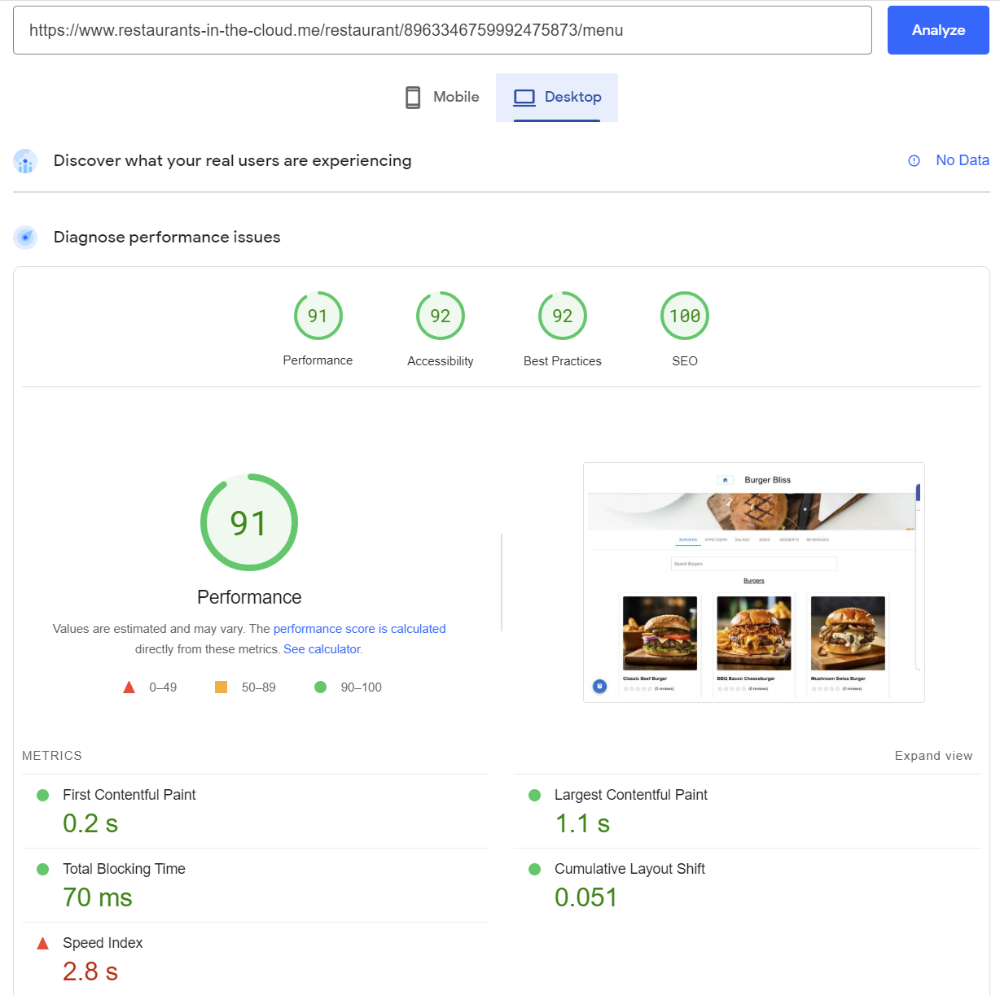 https://www.restaurants-in-the-cloud.me/restaurant/8963346759992475873/menu
Analyze
Mobile
Desktop
Discover what your real users are experiencing
No Data
Diagnose performance issues
91
92
92
100
Performance
Accessibility
Best Practices
SEO
91
Performance
Values are estimated and may vary. The performance score is calculated
directly from these metrics. See calculator.
0–49
50–89
90–100
Burger Bliss
BURGERS APPETIZERS SALADS SIDES DESSERTS BEVERAGES
Search Burgers
Burgers
Classic Beef Burger
(0 reviews)
BBQ Bacon Cheeseburger
(0 reviews)
Mushroom Swiss Burger
(0 reviews)
METRICS
Expand view
First Contentful Paint
0.2 s
Largest Contentful Paint
1.1 s
Total Blocking Time
70 ms
Cumulative Layout Shift
0.051
Speed Index
2.8 s